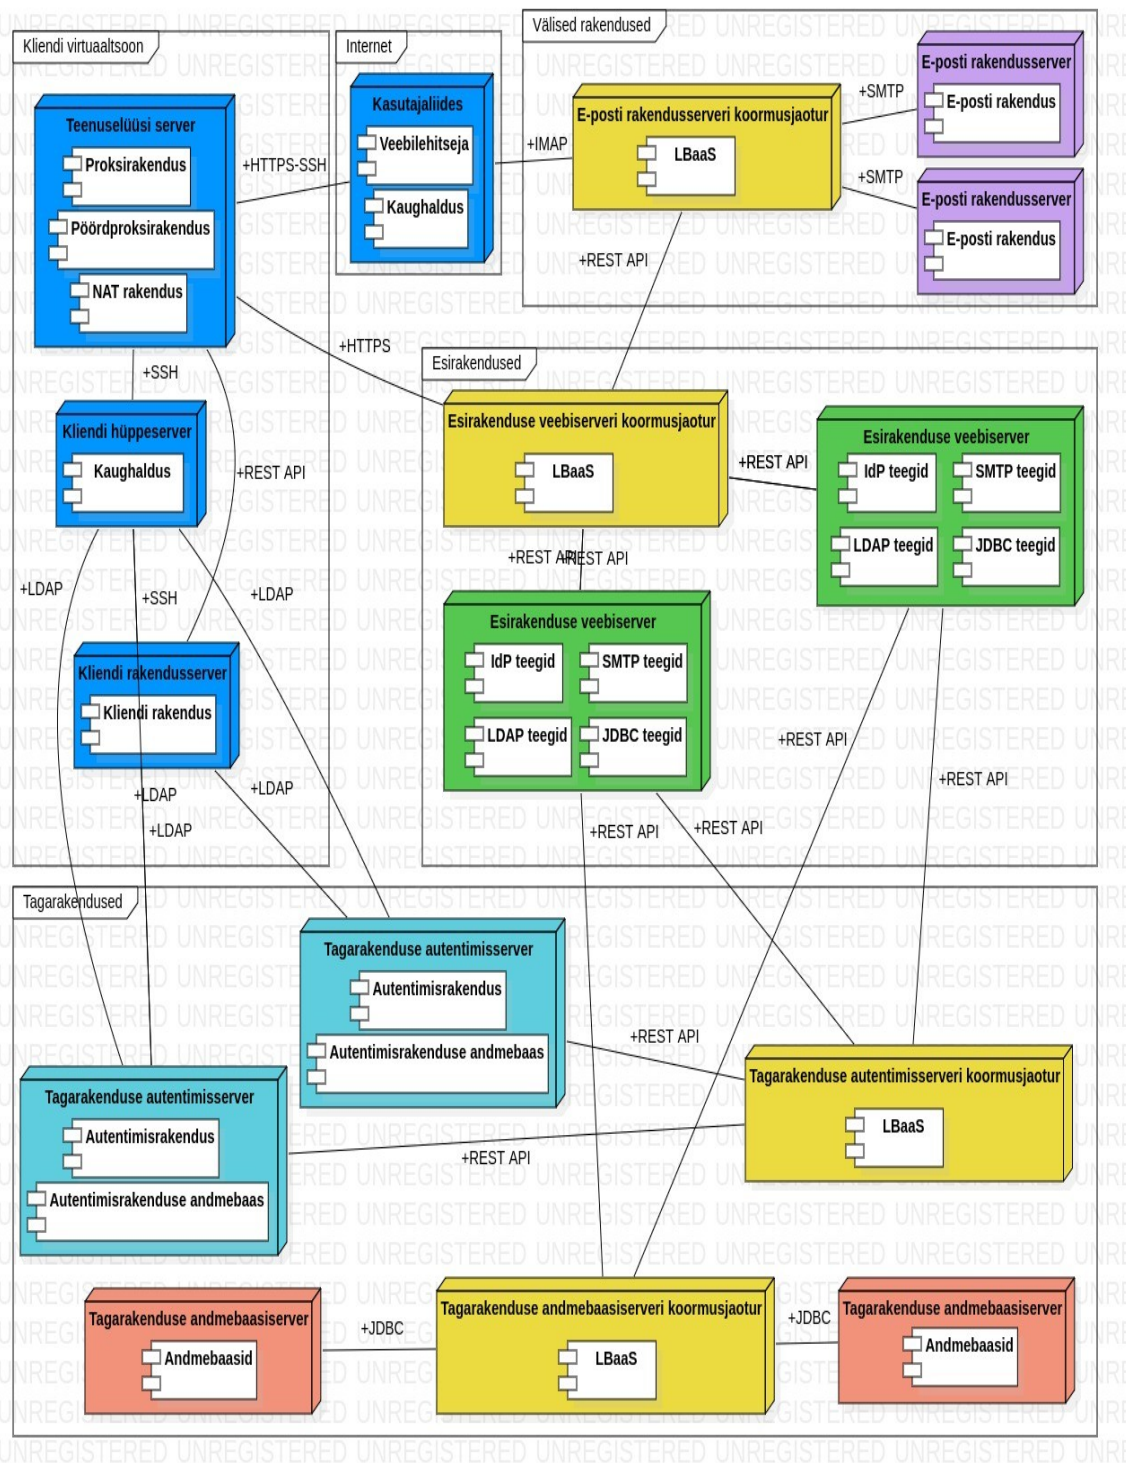 Kliendi virtuaaltsoon
Teenuselüüsi server
Proksirakendus
Pöördproksirakendus
NAT rakendus
+HTTPS-SSH
Internet
Kasutajaliides
Veebilehitseja
Kaughaldus
+IMAP
Välised rakendused
E-posti rakendusserveri koormusjaotur
LBaaS
+SMTP
+SMTP
E-posti rakendusserver
E-posti rakendus
E-posti rakendusserver
E-posti rakendus
+REST API
+HTTPS
+SSH
Kliendi hüppeserver
Kaughaldus
+REST API
+LDAP
+SSH
+LDAP
Kliendi rakendusserver
Kliendi rakendus
+LDAP
+LDAP
+LDAP
Esirakendused
Esirakenduse veebiserveri koormusjaotur
LBaaS
+REST API
Esirakenduse veebiserver
IdP teegid
SMTP teegid
LDAP teegid
JDBC teegid
+REST API
+REST API
Esirakenduse veebiserver
IdP teegid
SMTP teegid
LDAP teegid
JDBC teegid
+REST API
+REST API
+REST API
+REST API
Tagarakendused
Tagarakenduse autentimisserver
Autentimisrakendus
Autentimisrakenduse andmebaas
+REST API
Tagarakenduse autentimisserveri koormusjaotur
LBaaS
Tagarakenduse autentimisserver
Autentimisrakendus
Autentimisrakenduse andmebaas
+REST API
Tagarakenduse andmebaasiserver
Andmebaasid
+JDBC
Tagarakenduse andmebaasiserveri koormusjaotur
LBaaS
+JDBC
Tagarakenduse andmebaasiserver
Andmebaasid
UNREGISTERED